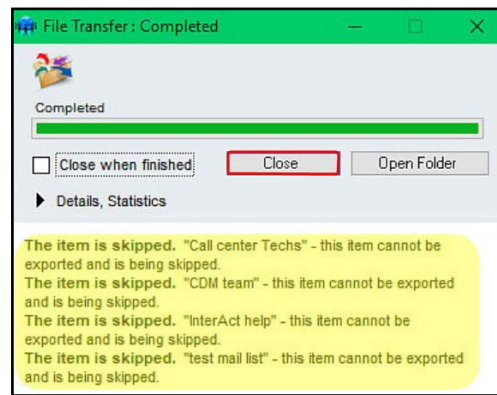 File Transfer : Completed
Completed
Close when finished
Close
Open Folder
Details, Statistics
The item is skipped. "Call center Techs" - this item cannot be
exported and is being skipped.
The item is skipped. "CDM team" - this item cannot be exported
and is being skipped.
The item is skipped. "InterAct help" - this item cannot be
exported and is being skipped.
The item is skipped. "test mail list" - this item cannot be exported
and is being skipped.